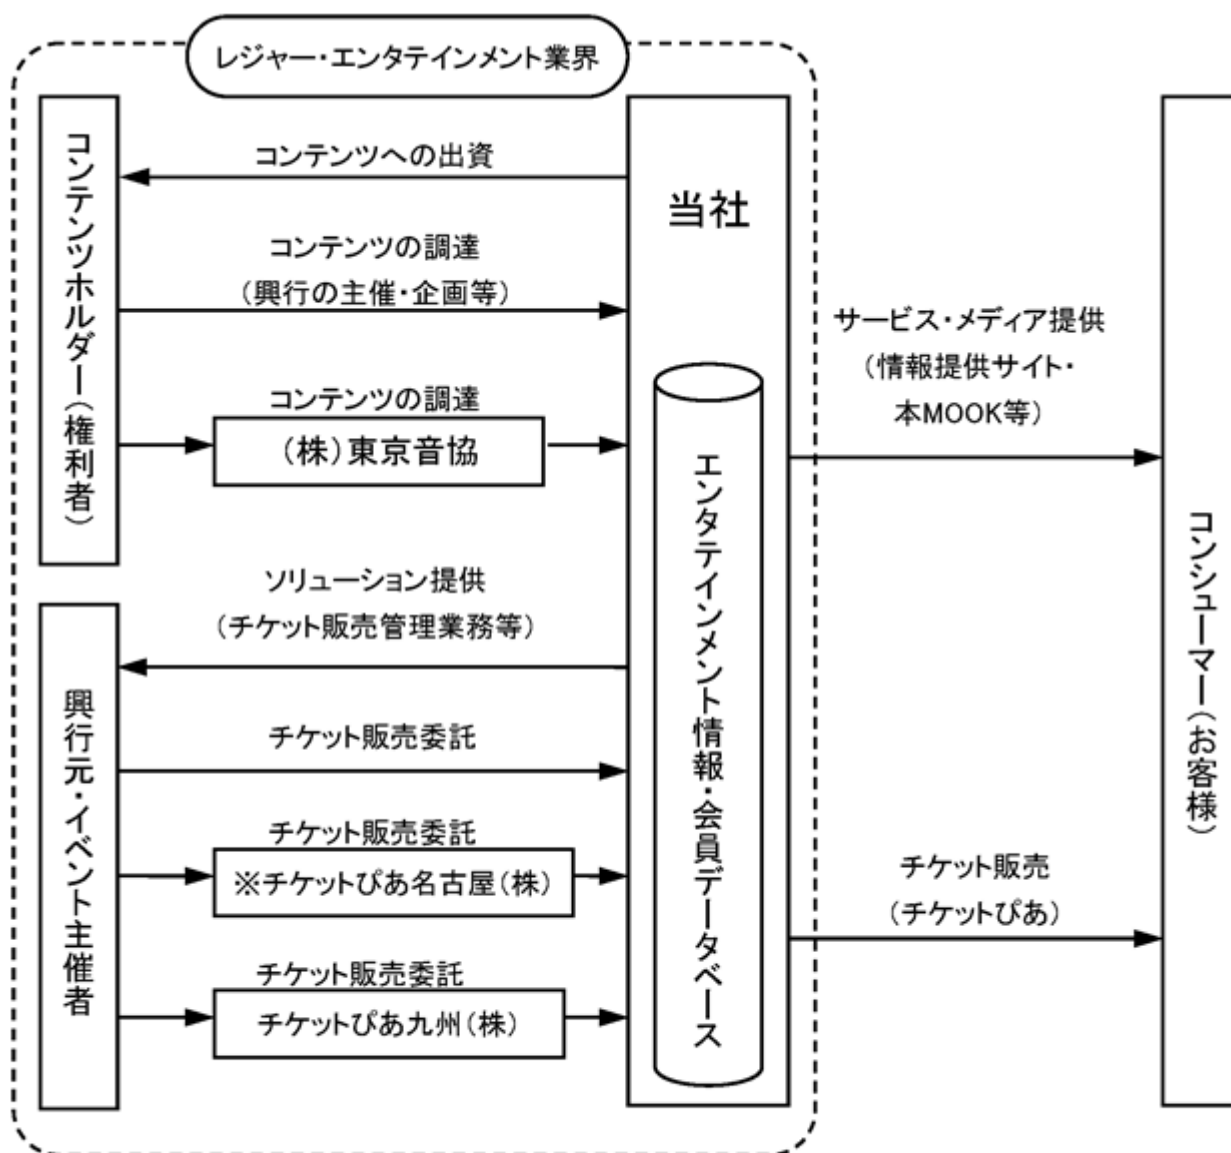 レジャー・エンタテインメント業界
コンテンツホルダー（権利者）
コンテンツへの出資
コンテンツの調達
（興行の主催・企画等）
コンテンツの調達
（株）東京音協
ソリューション提供
（チケット販売管理業務等）
興行元・イベント主催者
チケット販売委託
チケット販売委託
※チケットぴあ名古屋（株）
チケット販売委託
チケットぴあ九州（株）
当社
エンタテインメント情報・会員データベース
サービス・メディア提供
（情報提供サイト・
本MOOK等）
チケット販売
（チケットぴあ）
コンシューマー（お客様）